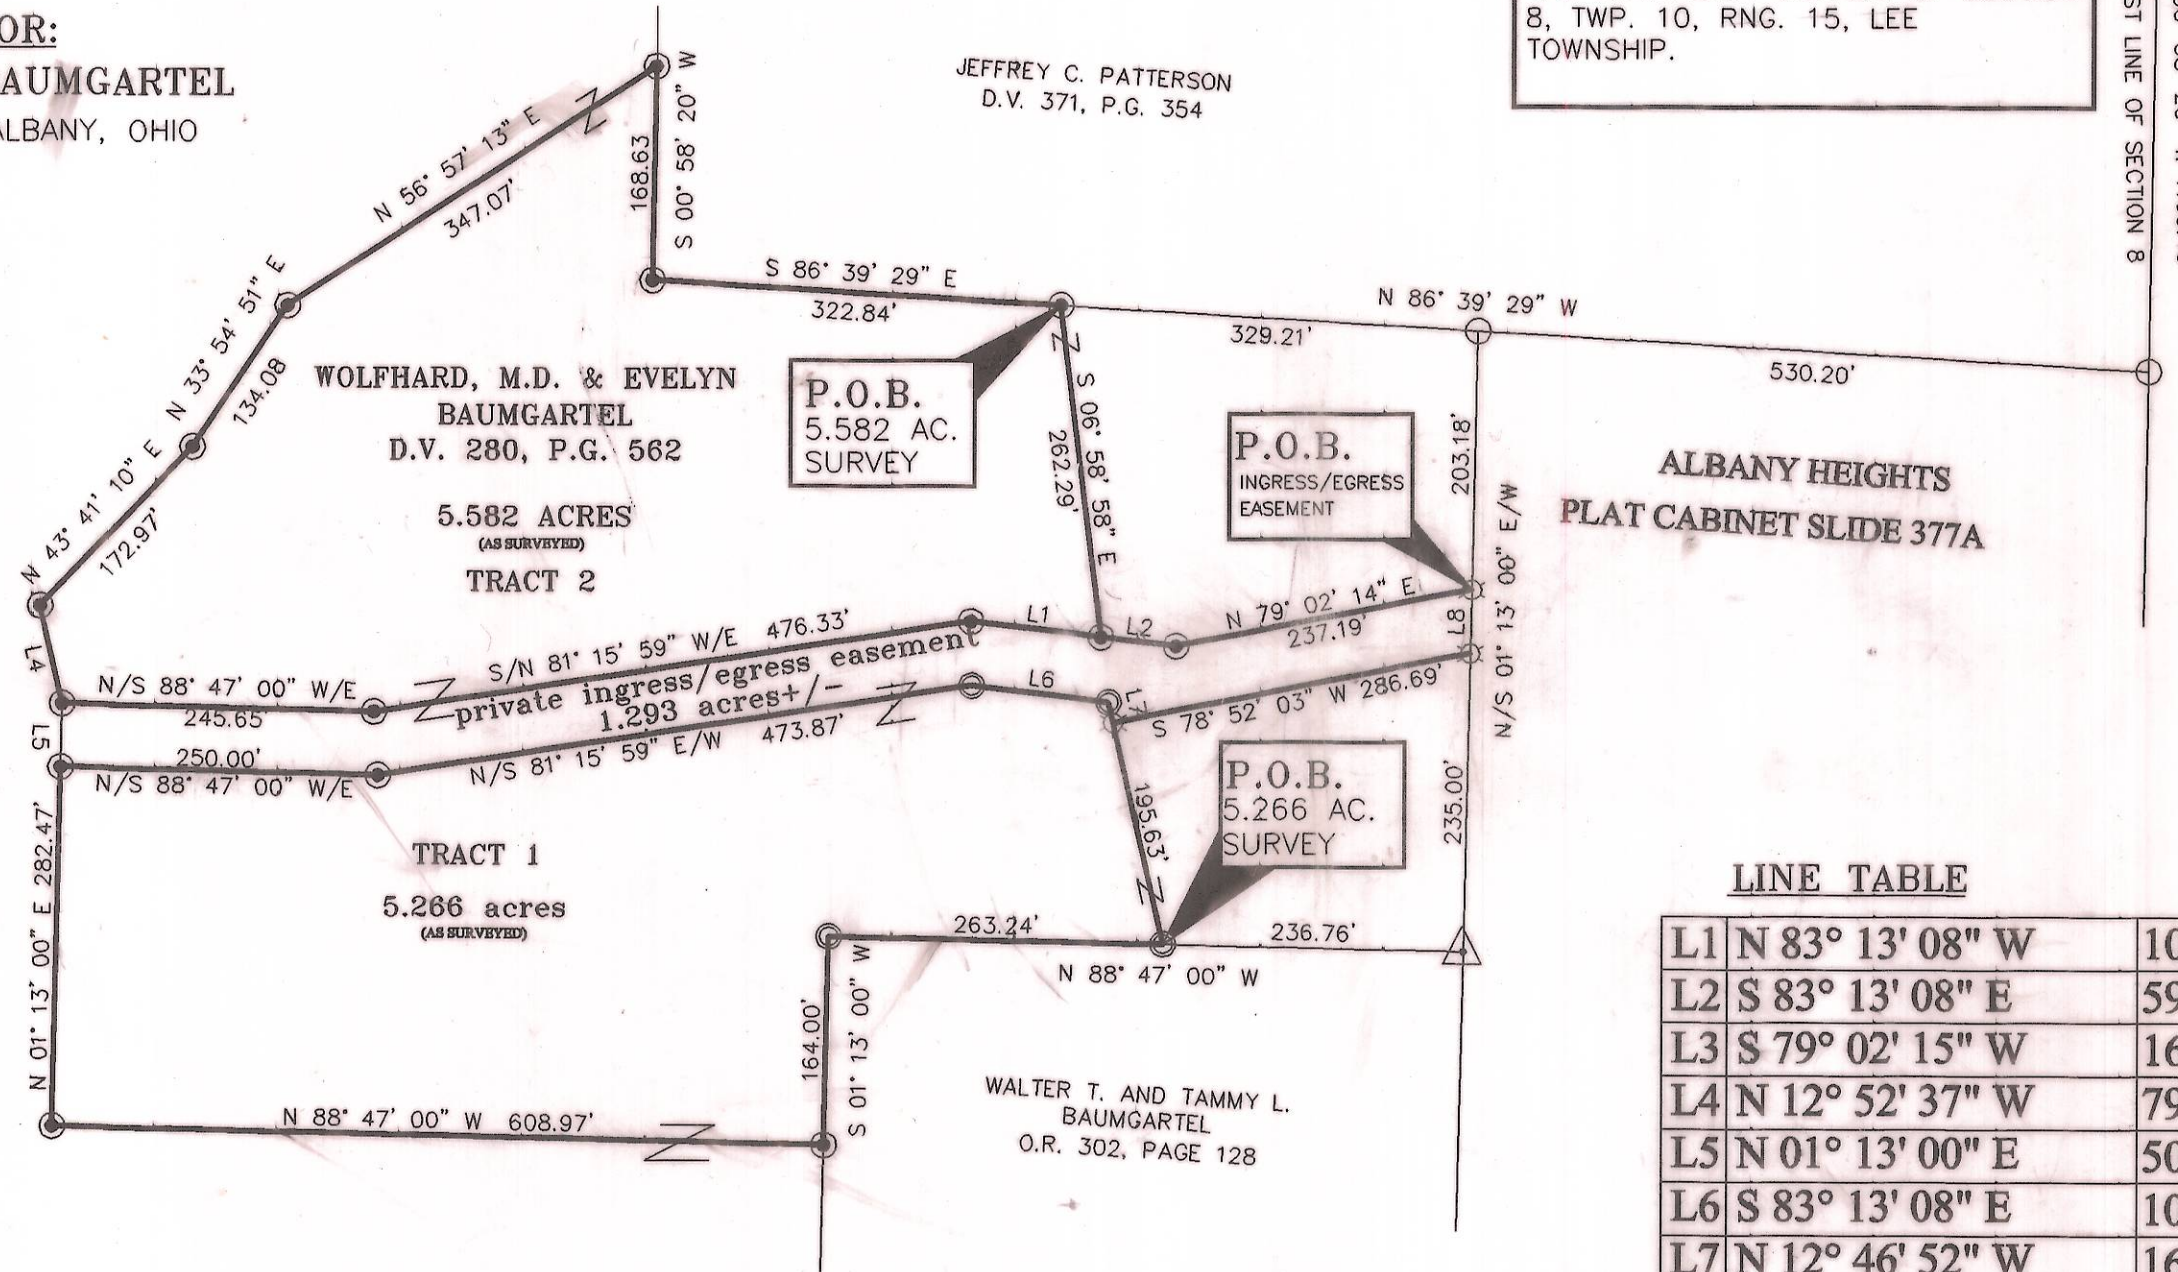 OR:
AUMGARTEL
ALBANY, OHIO
8, TWP. 10, RNG. 15, LEE
TOWNSHIP.
ST LINE OF SECTION 8
JEFFREY C. PATTERSON
D.V. 371, P.G. 354
N 56° 57' 13" E
347.07'
168.63
S 00° 58' 20" W
N 33° 54' 51" E
134.08
S 86° 39' 29" E
322.84'
N 86° 39' 29" W
329.21'
530.20'
WOLFHARD, M.D. & EVELYN
BAUMGARTEL
D.V. 280, P.G. 562
5.582 ACRES
(AS SURVEYED)
TRACT 2
P.O.B.
5.582 AC.
SURVEY
S 06° 58' 58" E
262.29'
P.O.B.
INGRESS/EGRESS
EASEMENT
203.18'
N/S 01° 13' 00" E/W
ALBANY HEIGHTS
PLAT CABINET SLIDE 377A
N 43° 41' 10" E
172.97'
L4
N/S 88° 47' 00" W/E
245.65'
S/N 81° 15' 59" W/E 476.33'
L1
L2
N 79° 02' 14" E
237.19'
L8
private ingress/egress easement
1.293 acres+/-
L6
L7
S 78° 52' 03" W 286.69'
L5
250.00'
N/S 88° 47' 00" W/E
N/S 81° 15' 59" E/W 473.87'
P.O.B.
5.266 AC.
SURVEY
195.63'
235.00'
N 01° 13' 00" E 282.47'
TRACT 1
5.266 acres
(AS SURVEYED)
263.24'
236.76'
N 88° 47' 00" W
164.00'
S 01° 13' 00" W
N 88° 47' 00" W 608.97'
WALTER T. AND TAMMY L.
BAUMGARTEL
O.R. 302, PAGE 128
LINE TABLE
L1 N 83° 13' 08" W 10
L2 S 83° 13' 08" E 59
L3 S 79° 02' 15" W 16
L4 N 12° 52' 37" W 79
L5 N 01° 13' 00" E 50
L6 S 83° 13' 08" E 10
L7 N 12° 46' 52" W 16